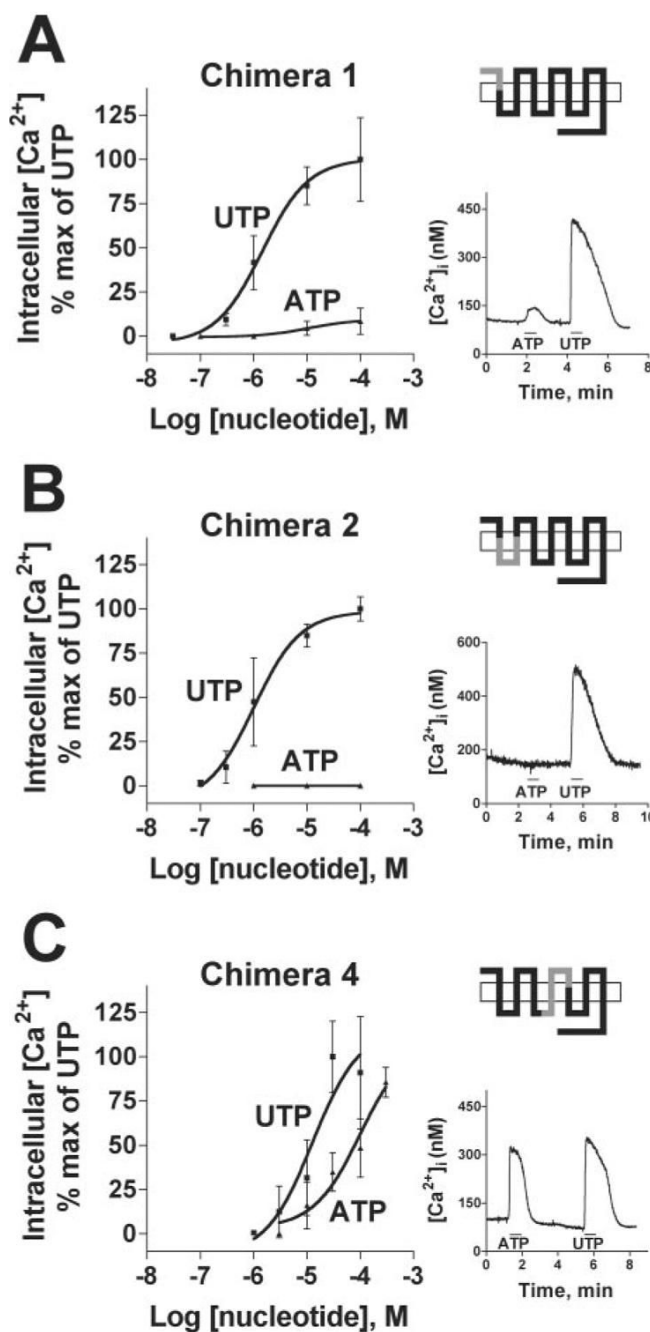 A
Chimera 1
Intracellular [Ca2+]
% max of UTP
125
100
75
50
25
0
UTP
ATP
-8 -7 -6 -5 -4 -3
Log [nucleotide], M
[Ca2+]i (nM)
450
300
150
0
ATP UTP
0 2 4 6 8
Time, min
B
Chimera 2
Intracellular [Ca2+]
% max of UTP
125
100
75
50
25
0
UTP
ATP
-8 -7 -6 -5 -4 -3
Log [nucleotide], M
[Ca2+]i (nM)
600
400
200
0
ATP UTP
0 2 4 6 8 10
Time, min
C
Chimera 4
Intracellular [Ca2+]
% max of UTP
125
100
75
50
25
0
UTP
ATP
-8 -7 -6 -5 -4 -3
Log [nucleotide], M
[Ca2+]i (nM)
450
300
150
0
ATP UTP
0 2 4 6 8
Time, min